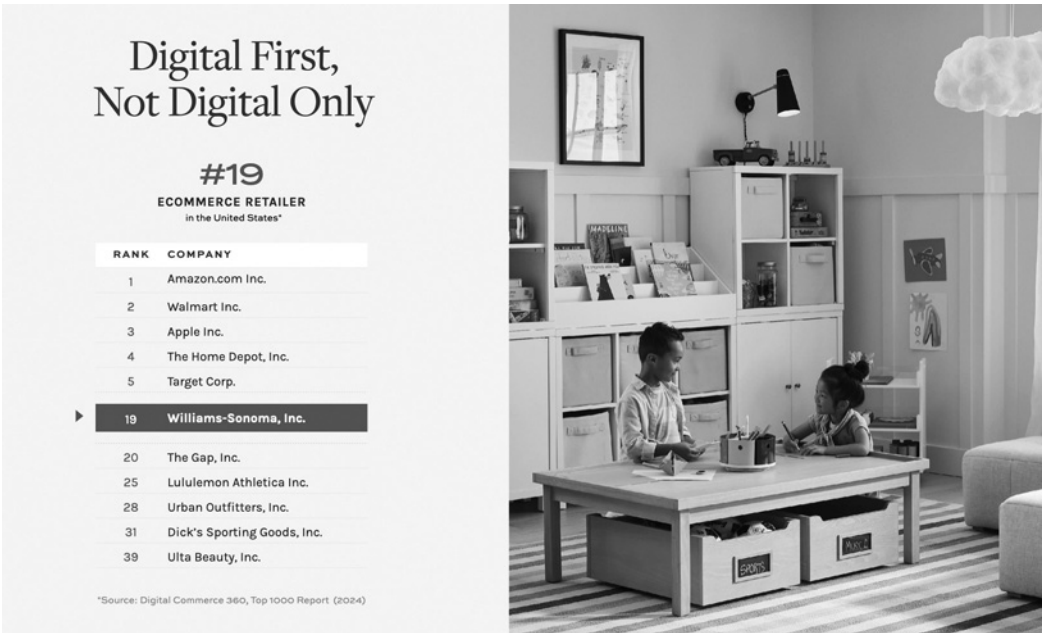 Digital First,
Not Digital Only
#19
ECOMMERCE RETAILER
in the United States*
RANK COMPANY
1 Amazon.com Inc.
2 Walmart Inc.
3 Apple Inc.
4 The Home Depot, Inc.
5 Target Corp.
19 Williams-Sonoma, Inc.
20 The Gap, Inc.
25 Lululemon Athletica Inc.
28 Urban Outfitters, Inc.
31 Dick's Sporting Goods, Inc.
39 Ulta Beauty, Inc.
*Source: Digital Commerce 360, Top 1000 Report (2024)
MADELINE
SPORTS